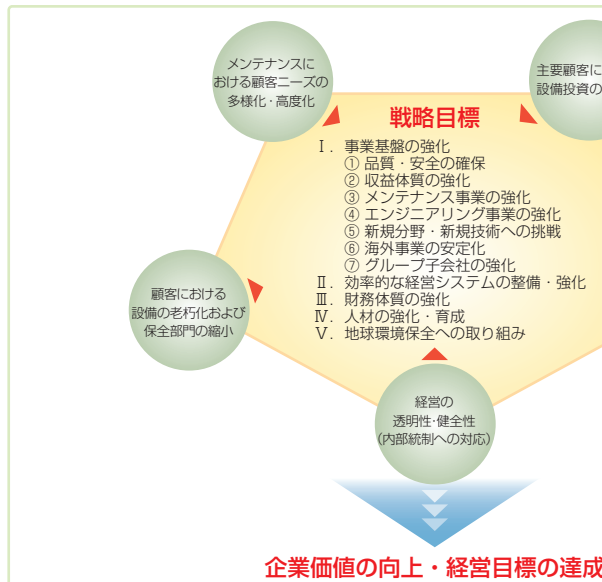 メンテナンスに
おける顧客ニーズの
多様化・高度化
主要顧客に
設備投資の
戦略目標
Ⅰ．事業基盤の強化
① 品質・安全の確保
② 収益体質の強化
③ メンテナンス事業の強化
④ エンジニアリング事業の強化
⑤ 新規分野・新規技術への挑戦
⑥ 海外事業の安定化
⑦ グループ子会社の強化
Ⅱ．効率的な経営システムの整備・強化
Ⅲ．財務体質の強化
Ⅳ．人材の強化・育成
Ⅴ．地球環境保全への取り組み
顧客における
設備の老朽化および
保全部門の縮小
経営の
透明性・健全性
（内部統制への対応）
企業価値の向上・経営目標の達成